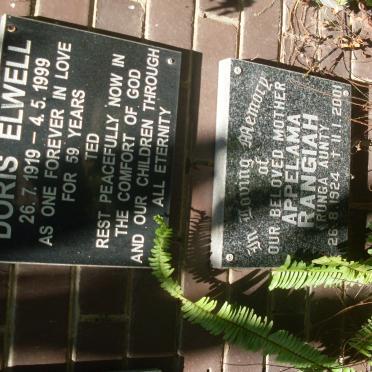 DORIS ELWELL
26.7.1919 – 4.5.1999
AS ONE FOREVER IN LOVE
FOR 59 YEARS
TED
REST PEACEFULLY NOW IN
THE COMFORT OF GOD
AND OUR CHILDREN THROUGH
ALL ETERNITY
In Loving Memory
of
OUR BELOVED MOTHER
APPELAMA
RANGIAH
(RUNGA AUNTY)